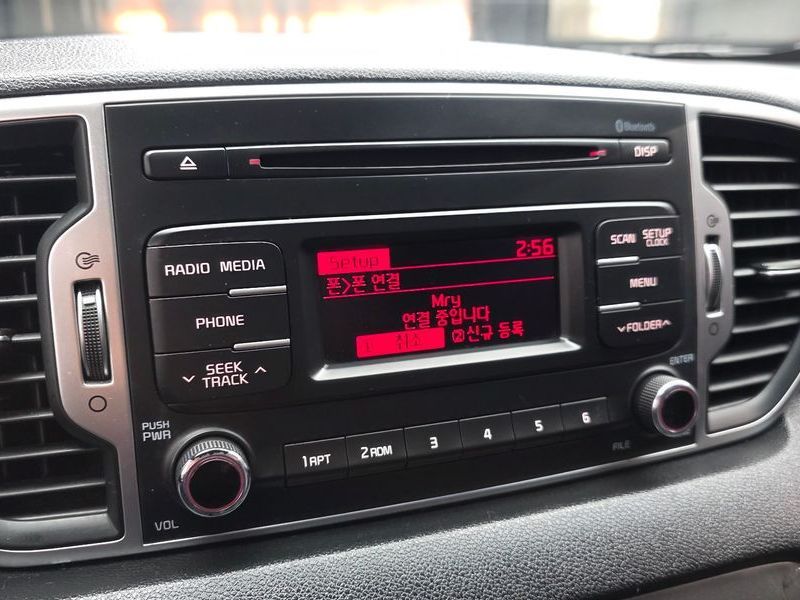 Bluetooth
DISP
RADIO MEDIA
PHONE
SEEK
TRACK
Setup 2:56
폰>폰 연결
Mry
연결 중입니다
1 취소 2 신규 등록
SCAN SETUP
CLOCK
MENU
FOLDER
ENTER
PUSH
PWR
VOL
1 RPT 2 RDM 3 4 5 6
FILE